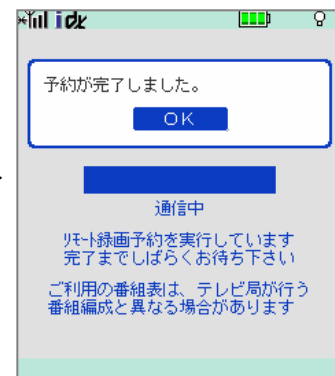 idk
予約が完了しました。
OK
通信中
ﾘﾓｰﾄ録画予約を実行しています
完了までしばらくお待ち下さい
ご利用の番組表は、テレビ局が行う
番組編成と異なる場合があります